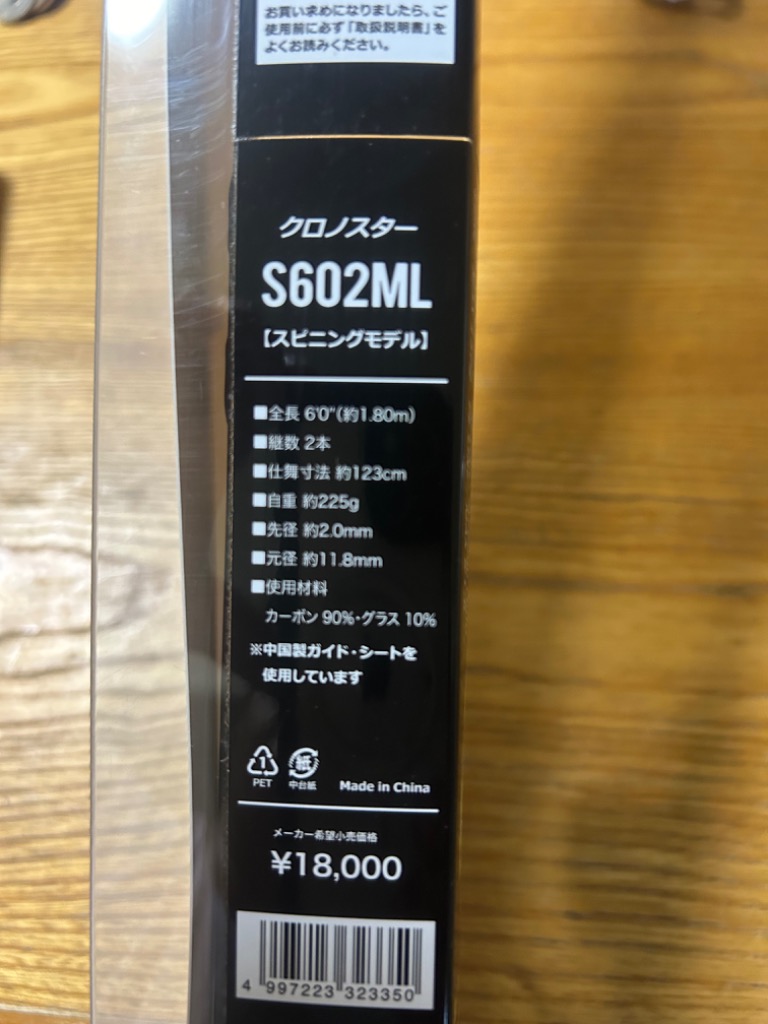 お買い求めになりましたら、ご
使用前に必ず「取扱説明書」を
よくお読みください。
クロノスター
S602ML
【スピニングモデル】
■全長 6'0"(約1.80m)
■継数 2本
■仕舞寸法 約123cm
■自重 約225g
■先径 約2.0mm
■元径 約11.8mm
■使用材料
カーボン 90%・グラス 10%
※中国製ガイド・シートを
使用しています
1 紙
PET 中台紙 Made in China
メーカー希望小売価格
¥18,000
4 997223 323350